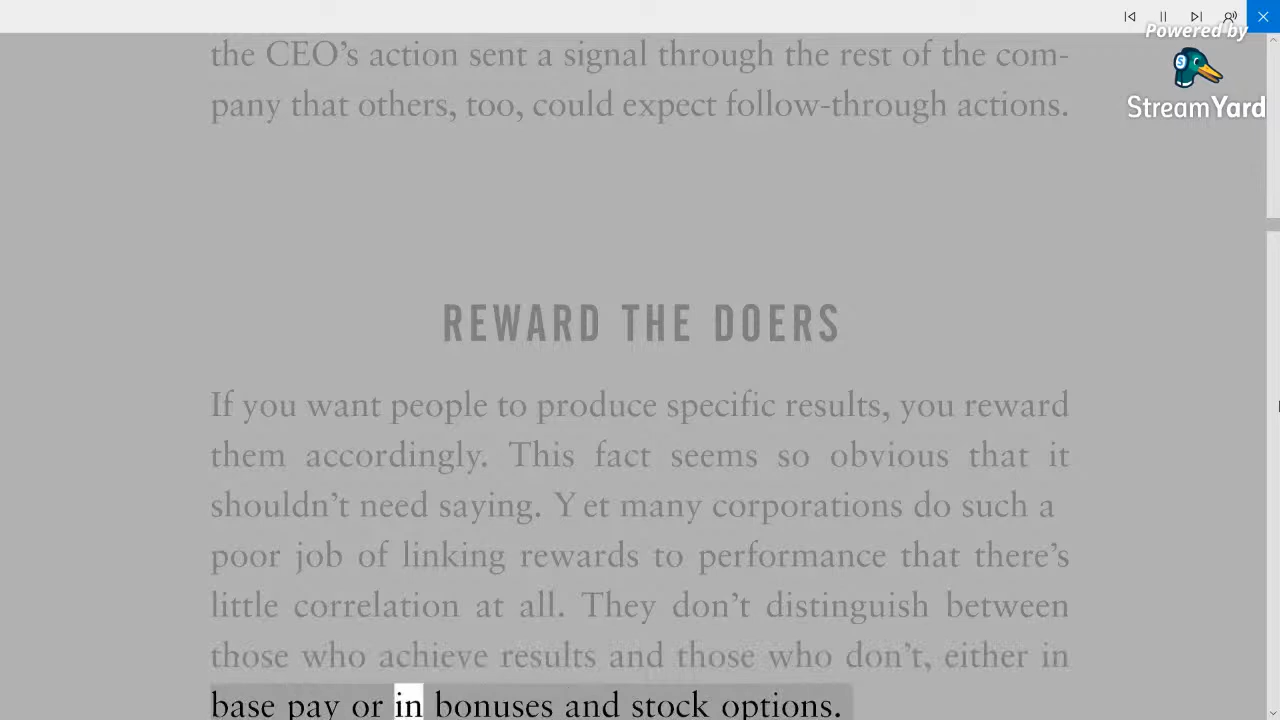 Powered by
StreamYard
the CEO’s action sent a signal through the rest of the com-
pany that others, too, could expect follow-through actions.
REWARD THE DOERS
If you want people to produce specific results, you reward
them accordingly. This fact seems so obvious that it
shouldn’t need saying. Y et many corporations do such a
poor job of linking rewards to performance that there’s
little correlation at all. They don’t distinguish between
those who achieve results and those who don’t, either in
base pay or in bonuses and stock options.